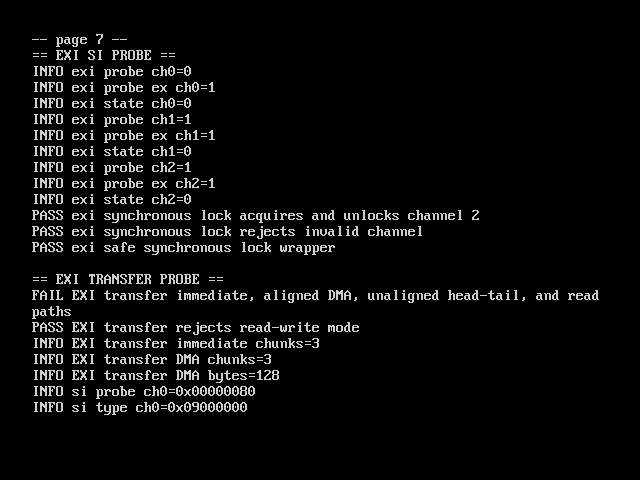 -- page 7 --
== EXI SI PROBE ==
INFO exi probe ch0=0
INFO exi probe ex ch0=1
INFO exi state ch0=0
INFO exi probe ch1=1
INFO exi probe ex ch1=1
INFO exi state ch1=0
INFO exi probe ch2=1
INFO exi probe ex ch2=1
INFO exi state ch2=0
PASS exi synchronous lock acquires and unlocks channel 2
PASS exi synchronous lock rejects invalid channel
PASS exi safe synchronous lock wrapper
== EXI TRANSFER PROBE ==
FAIL EXI transfer immediate, aligned DMA, unaligned head-tail, and read
paths
PASS EXI transfer rejects read-write mode
INFO EXI transfer immediate chunks=3
INFO EXI transfer DMA chunks=3
INFO EXI transfer DMA bytes=128
INFO si probe ch0=0x00000080
INFO si type ch0=0x09000000